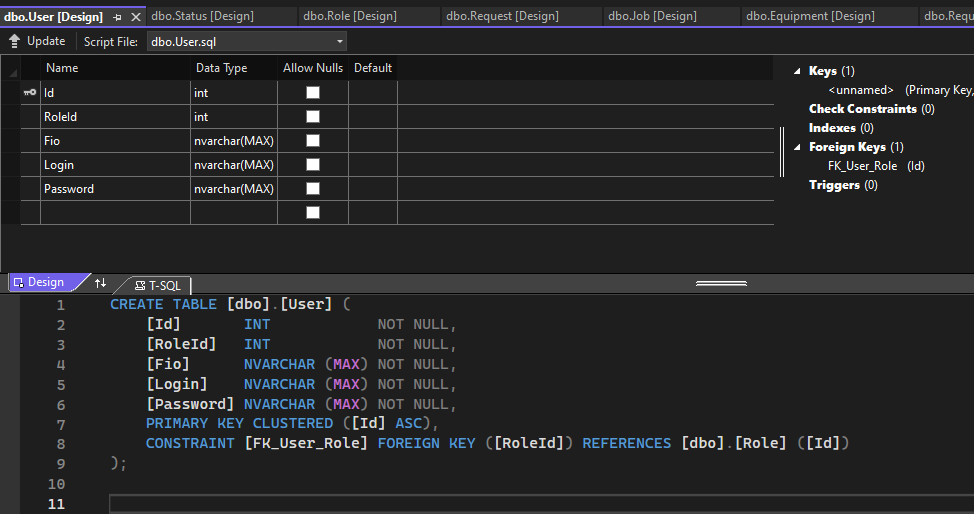 dbo.User [Design] dbo.Status [Design] dbo.Role [Design] dbo.Request [Design] dbo.Job [Design] dbo.Equipment [Design] dbo.Requ
Update Script File: dbo.User.sql
Name Data Type Allow Nulls Default
Id int
RoleId int
Fio nvarchar(MAX)
Login nvarchar(MAX)
Password nvarchar(MAX)
Keys (1)
<unnamed> (Primary Key,
Check Constraints (0)
Indexes (0)
Foreign Keys (1)
FK_User_Role (Id)
Triggers (0)
Design T-SQL
1 CREATE TABLE [dbo].[User] (
2 [Id] INT NOT NULL,
3 [RoleId] INT NOT NULL,
4 [Fio] NVARCHAR (MAX) NOT NULL,
5 [Login] NVARCHAR (MAX) NOT NULL,
6 [Password] NVARCHAR (MAX) NOT NULL,
7 PRIMARY KEY CLUSTERED ([Id] ASC),
8 CONSTRAINT [FK_User_Role] FOREIGN KEY ([RoleId]) REFERENCES [dbo].[Role] ([Id])
9 );
10
11